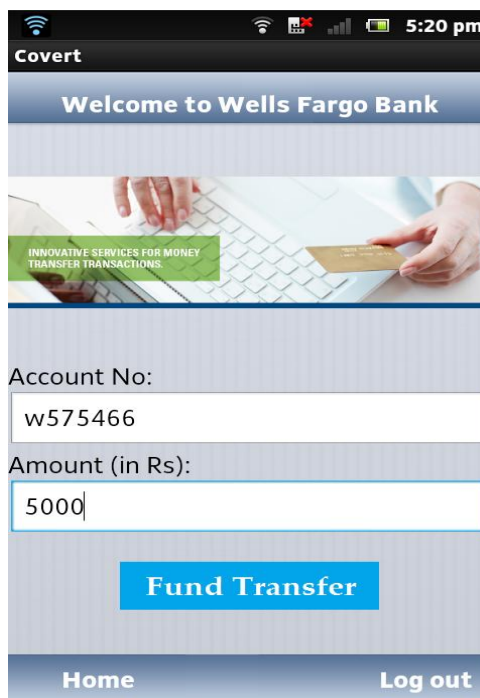 5:20 pm
Covert
Welcome to Wells Fargo Bank
INNOVATIVE SERVICES FOR MONEY
TRANSFER TRANSACTIONS.
Account No:
w575466
Amount (in Rs):
5000
Fund Transfer
Home Log out